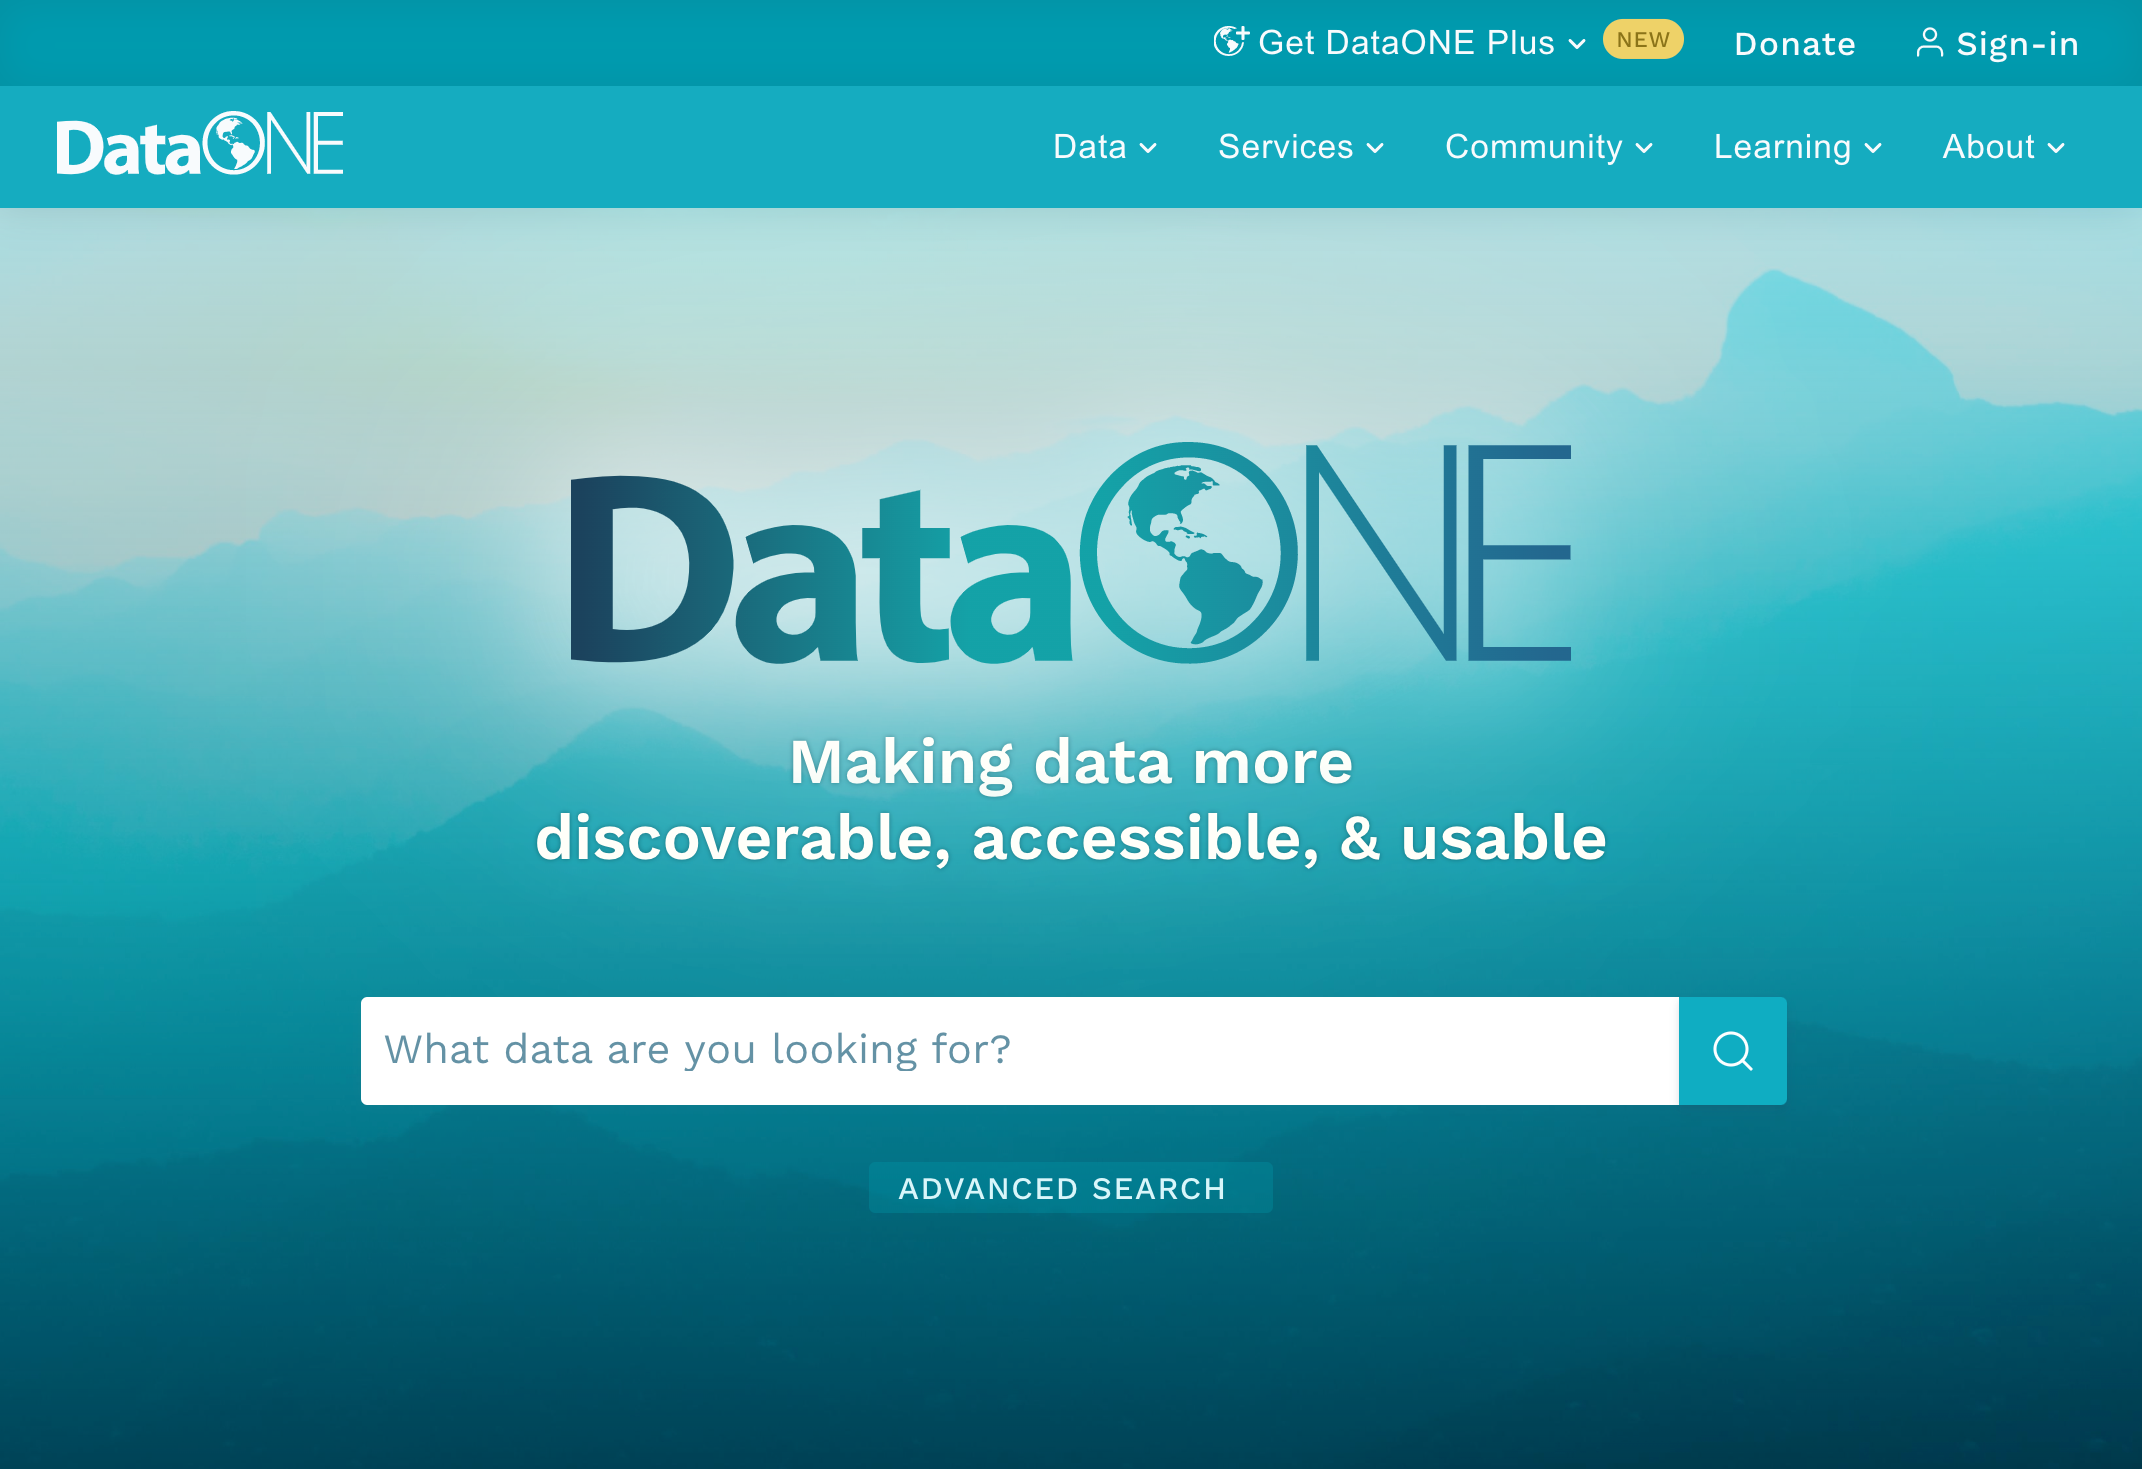 Get DataONE Plus NEW Donate Sign-in
DataONE Data Services Community Learning About
DataONE
Making data more
discoverable, accessible, & usable
What data are you looking for?
ADVANCED SEARCH